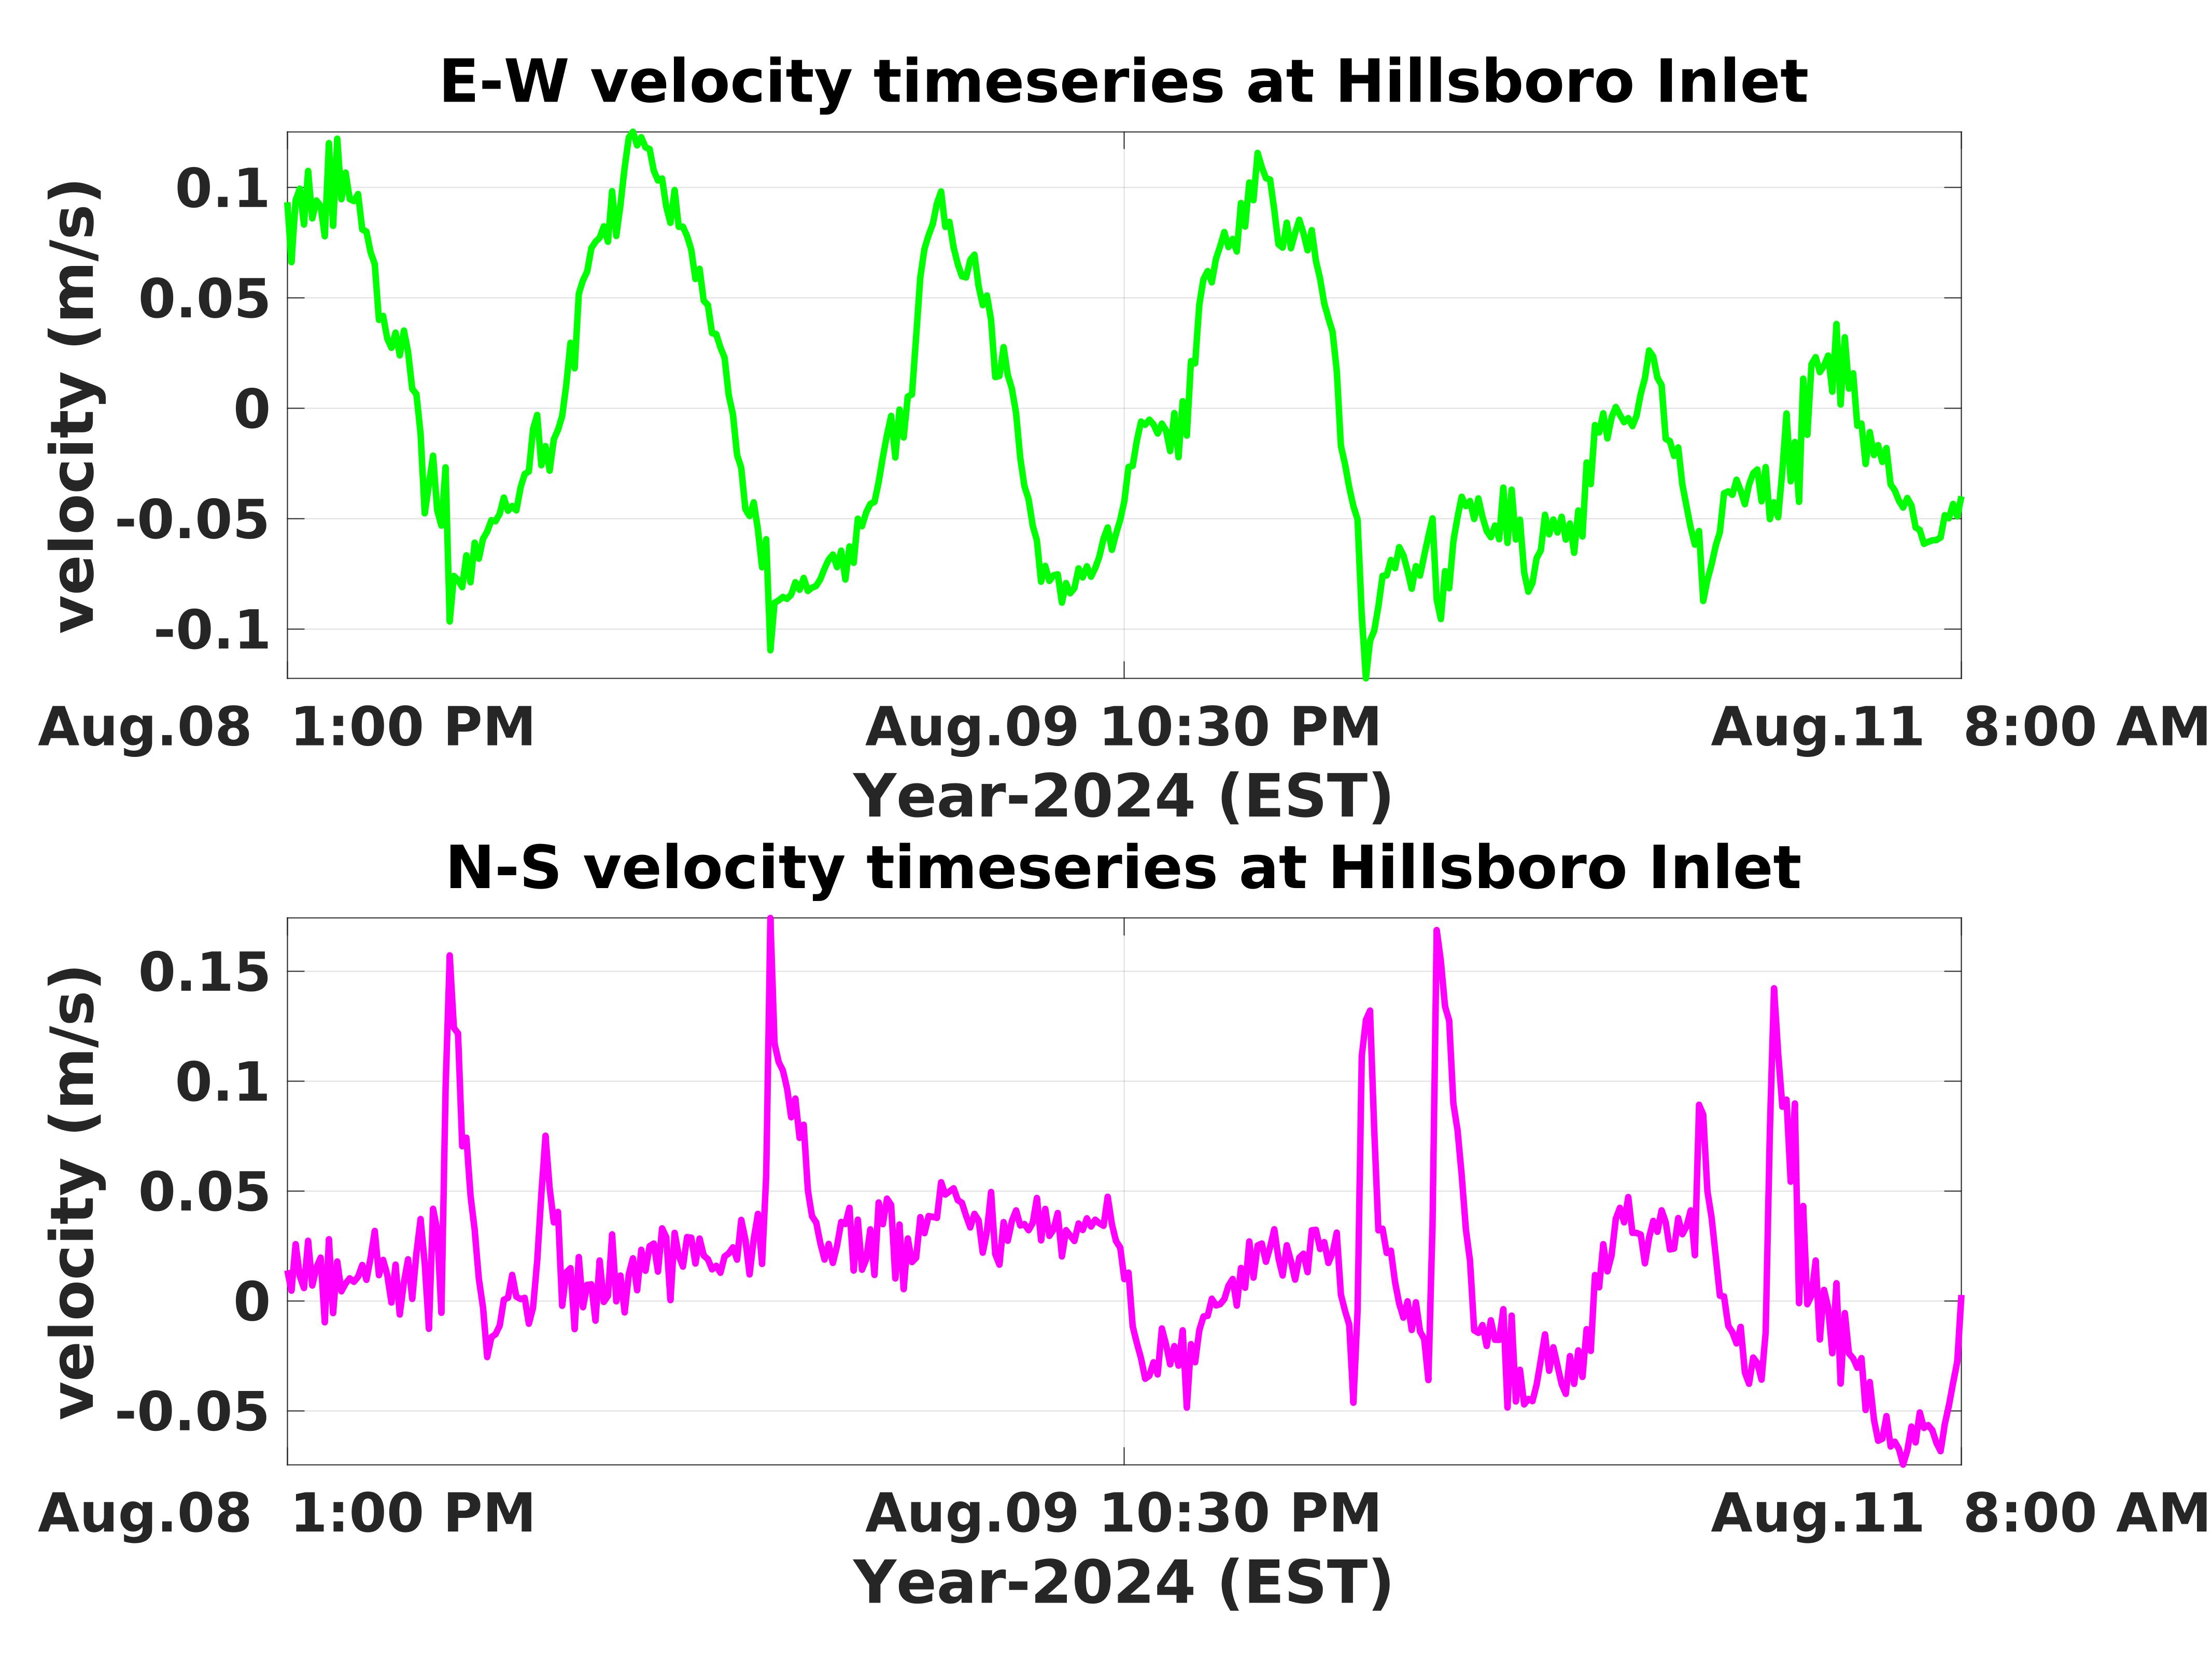 E-W velocity timeseries at Hillsboro Inlet
velocity (m/s)
0.1
0.05
0
-0.05
-0.1
Aug.08 1:00 PM
Aug.09 10:30 PM
Aug.11 8:00 AM
Year-2024 (EST)
N-S velocity timeseries at Hillsboro Inlet
velocity (m/s)
0.15
0.1
0.05
0
-0.05
Aug.08 1:00 PM
Aug.09 10:30 PM
Aug.11 8:00 AM
Year-2024 (EST)